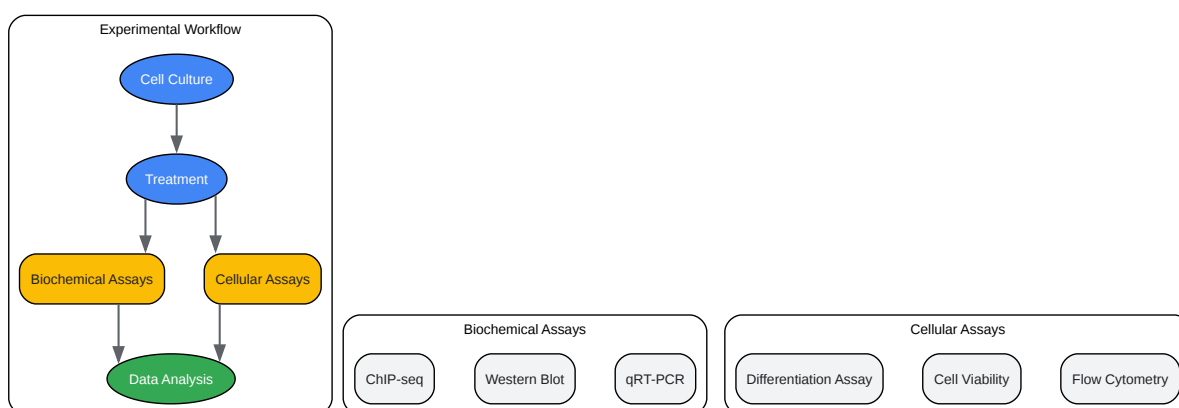 Experimental Workflow
Cell Culture
Treatment
Biochemical Assays
Cellular Assays
Data Analysis
Biochemical Assays
ChIP-seq
Western Blot
qRT-PCR
Cellular Assays
Differentiation Assay
Cell Viability
Flow Cytometry